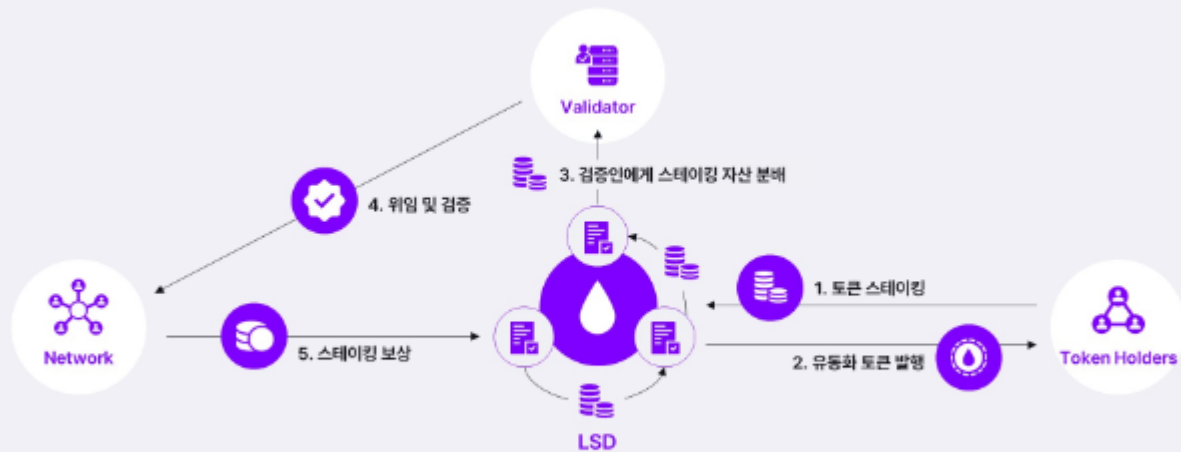 Validator
3. 검증인에게 스테이킹 자산 분배
4. 위임 및 검증
1. 토큰 스테이킹
Network
5. 스테이킹 보상
2. 유동화 토큰 발행
Token Holders
LSD